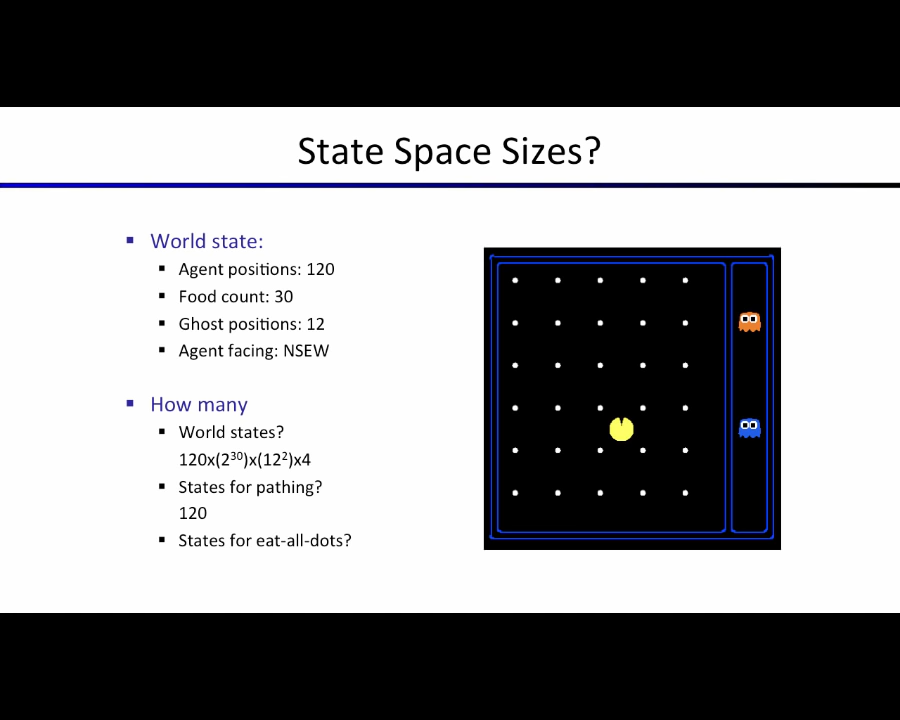 State Space Sizes?
▪ World state:
▪ Agent positions: 120
▪ Food count: 30
▪ Ghost positions: 12
▪ Agent facing: NSEW
▪ How many
▪ World states?
120x(2³⁰)x(12²)x4
▪ States for pathing?
120
▪ States for eat-all-dots?